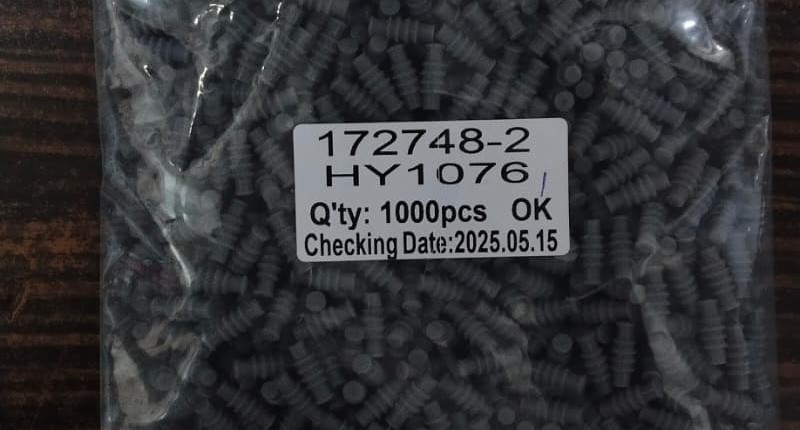 172748-2
HY1076
Q'ty: 1000pcs OK
Checking Date:2025.05.15